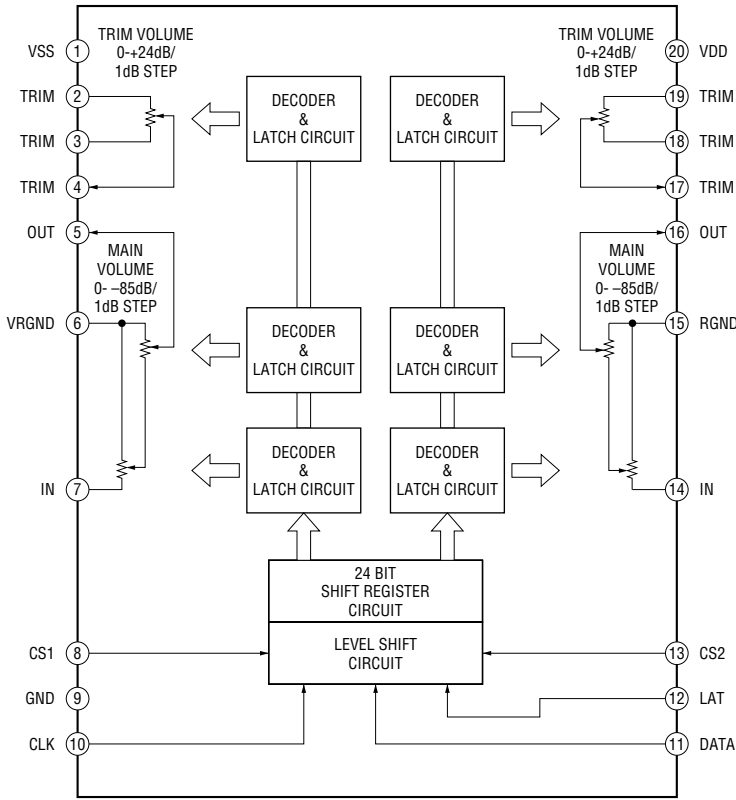 TRIM VOLUME
0-+24dB/
1dB STEP
TRIM VOLUME
0-+24dB/
1dB STEP
VSS 1
20 VDD
TRIM 2
19 TRIM
TRIM 3
18 TRIM
TRIM 4
17 TRIM
DECODER
&
LATCH CIRCUIT
DECODER
&
LATCH CIRCUIT
OUT 5
16 OUT
MAIN
VOLUME
0- –85dB/
1dB STEP
MAIN
VOLUME
0- –85dB/
1dB STEP
VRGND 6
15 RGND
DECODER
&
LATCH CIRCUIT
DECODER
&
LATCH CIRCUIT
DECODER
&
LATCH CIRCUIT
DECODER
&
LATCH CIRCUIT
IN 7
14 IN
24 BIT
SHIFT REGISTER
CIRCUIT
LEVEL SHIFT
CIRCUIT
CS1 8
13 CS2
GND 9
12 LAT
CLK 10
11 DATA